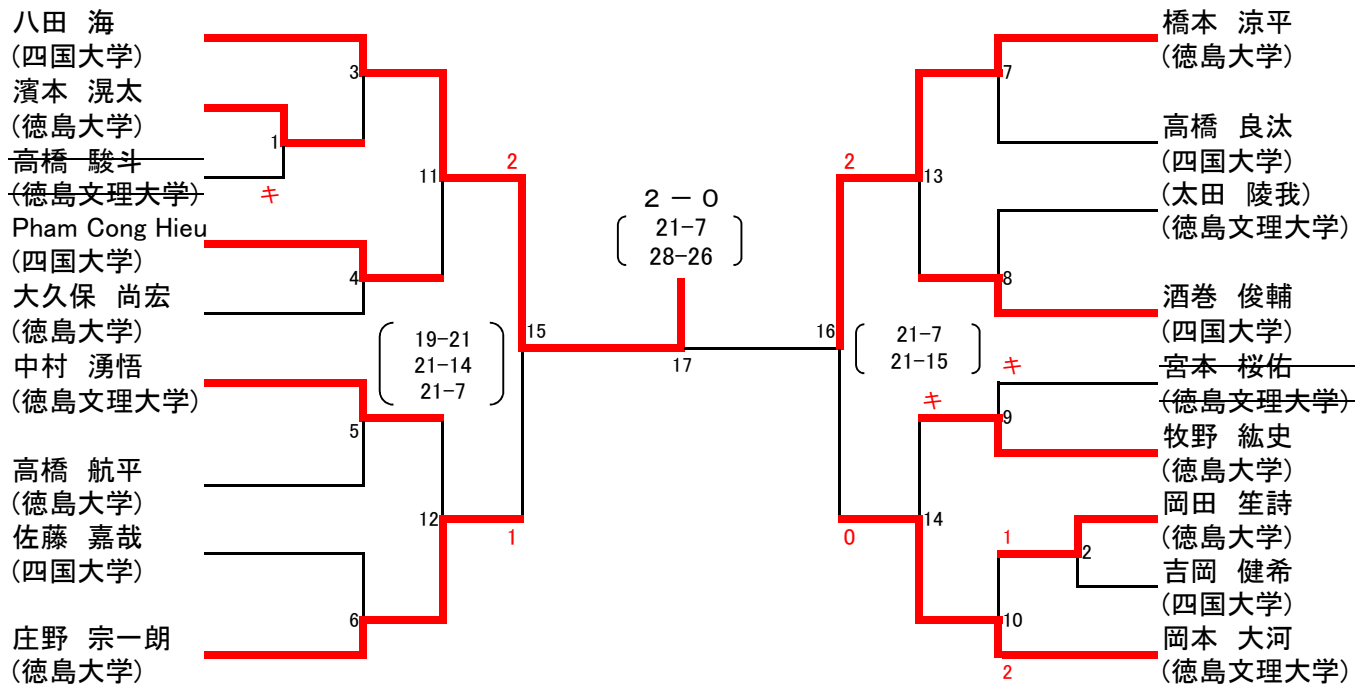 八田 海
(四国大学)
濱本 滉太
(徳島大学)
高橋 駿斗
(徳島文理大学)
Pham Cong Hieu
(四国大学)
大久保 尚宏
(徳島大学)
中村 湧悟
(徳島文理大学)
高橋 航平
(徳島大学)
佐藤 嘉哉
(四国大学)
庄野 宗一朗
(徳島大学)
1
キ
3
4
5
6
11
12
2
1
15
19-21
21-14
21-7
2 - 0
21-7
28-26
17
16
2
0
21-7
21-15
13
14
キ
キ
7
8
9
10
1
2
2
橋本 涼平
(徳島大学)
高橋 良汰
(四国大学)
(太田 陵我)
(徳島文理大学)
酒巻 俊輔
(四国大学)
宮本 桜佑
(徳島文理大学)
牧野 紘史
(徳島大学)
岡田 笙詩
(徳島大学)
吉岡 健希
(四国大学)
岡本 大河
(徳島文理大学)